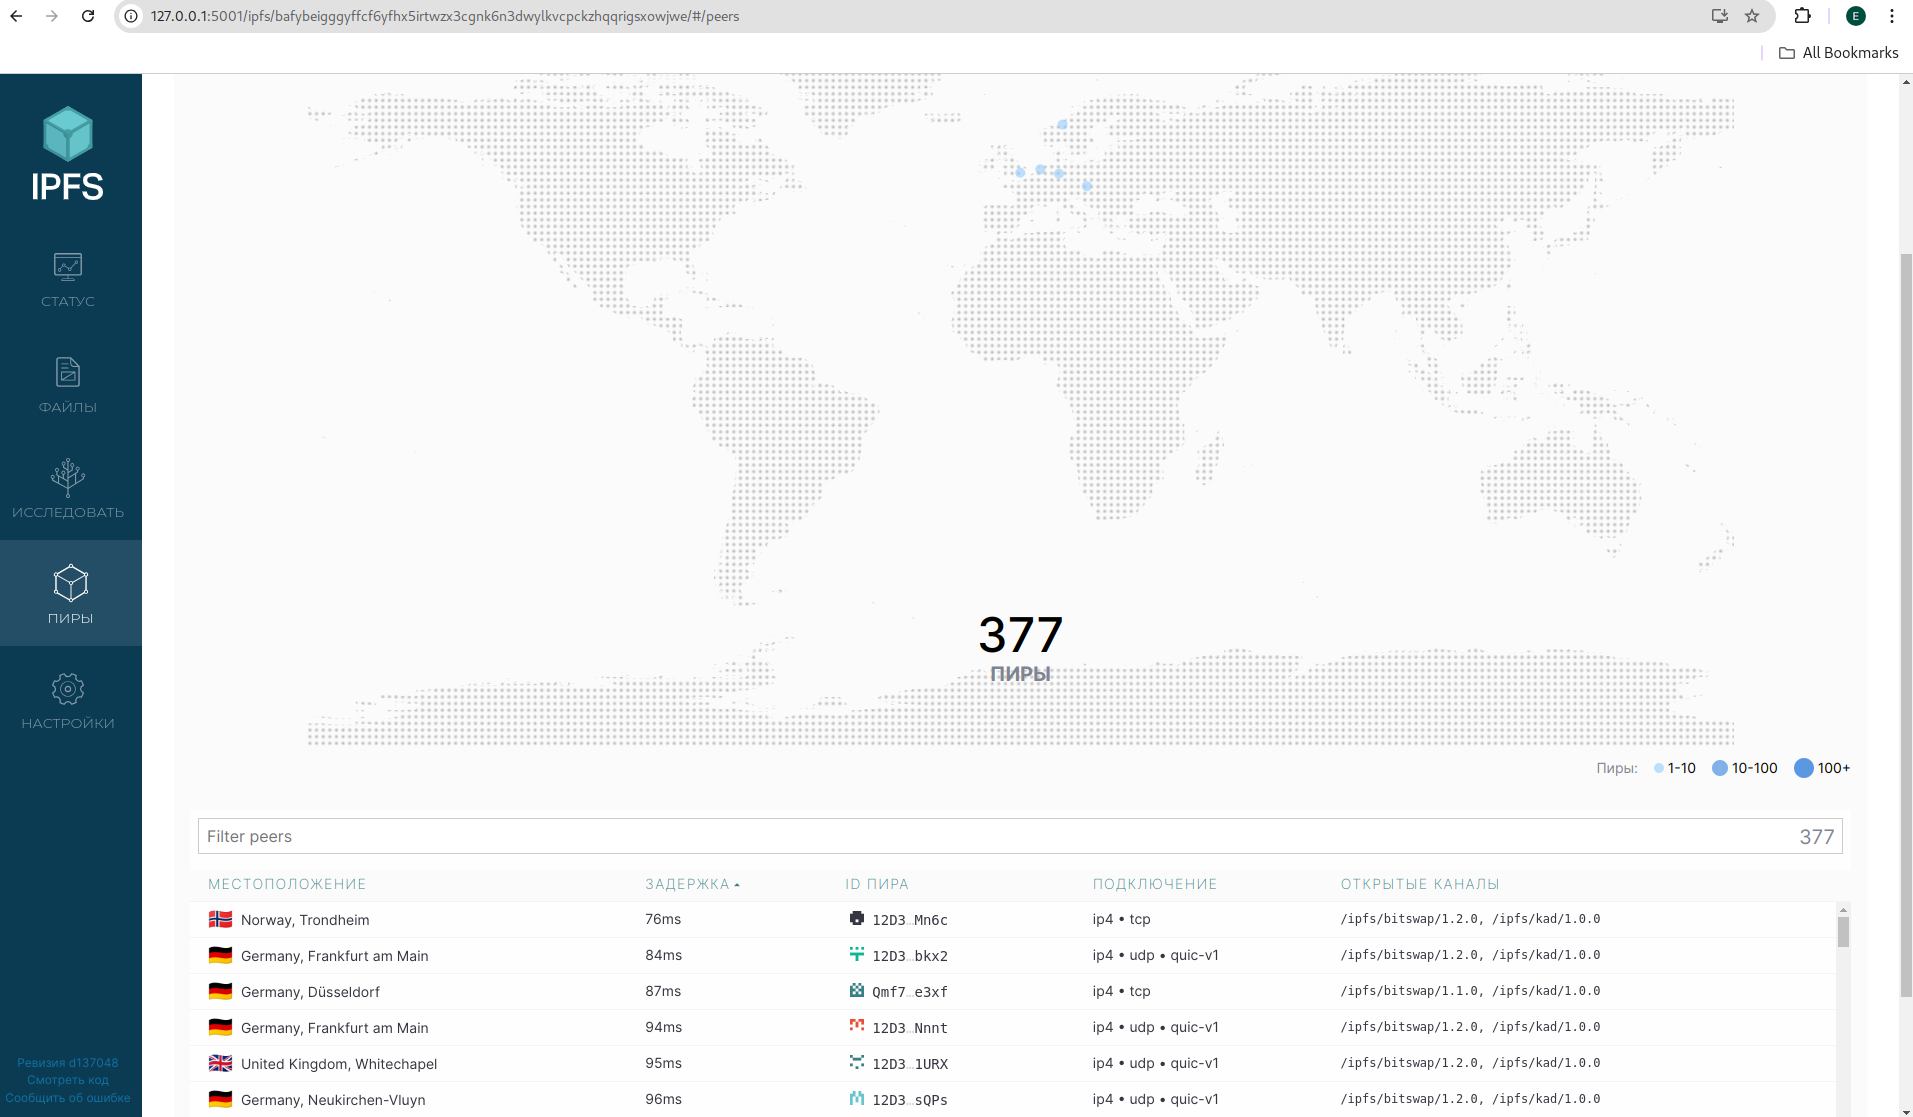 127.0.0.1:5001/ipfs/bafybeigggyffcf6yfhx5irtwzx3cgnk6n3dwylkvcpckzhqqrigsxowjwe/#/peers
E
All Bookmarks
IPFS
СТАТУС
ФАЙЛЫ
ИССЛЕДОВАТЬ
ПИРЫ
НАСТРОЙКИ
Ревизия d137048
Смотреть код
Сообщить об ошибке
377
ПИРЫ
Пиры: 1-10 10-100 100+
Filter peers 377
МЕСТОПОЛОЖЕНИЕ ЗАДЕРЖКА ID ПИРА ПОДКЛЮЧЕНИЕ ОТКРЫТЫЕ КАНАЛЫ
Norway, Trondheim 76ms 12D3…Mn6c ip4 • tcp /ipfs/bitswap/1.2.0, /ipfs/kad/1.0.0
Germany, Frankfurt am Main 84ms 12D3…bkx2 ip4 • udp • quic-v1 /ipfs/bitswap/1.2.0, /ipfs/kad/1.0.0
Germany, Düsseldorf 87ms Qmf7…e3xf ip4 • tcp /ipfs/bitswap/1.1.0, /ipfs/kad/1.0.0
Germany, Frankfurt am Main 94ms 12D3…Nnnt ip4 • udp • quic-v1 /ipfs/bitswap/1.2.0, /ipfs/kad/1.0.0
United Kingdom, Whitechapel 95ms 12D3…1URX ip4 • udp • quic-v1 /ipfs/bitswap/1.2.0, /ipfs/kad/1.0.0
Germany, Neukirchen-Vluyn 96ms 12D3…sQPs ip4 • udp • quic-v1 /ipfs/bitswap/1.2.0, /ipfs/kad/1.0.0